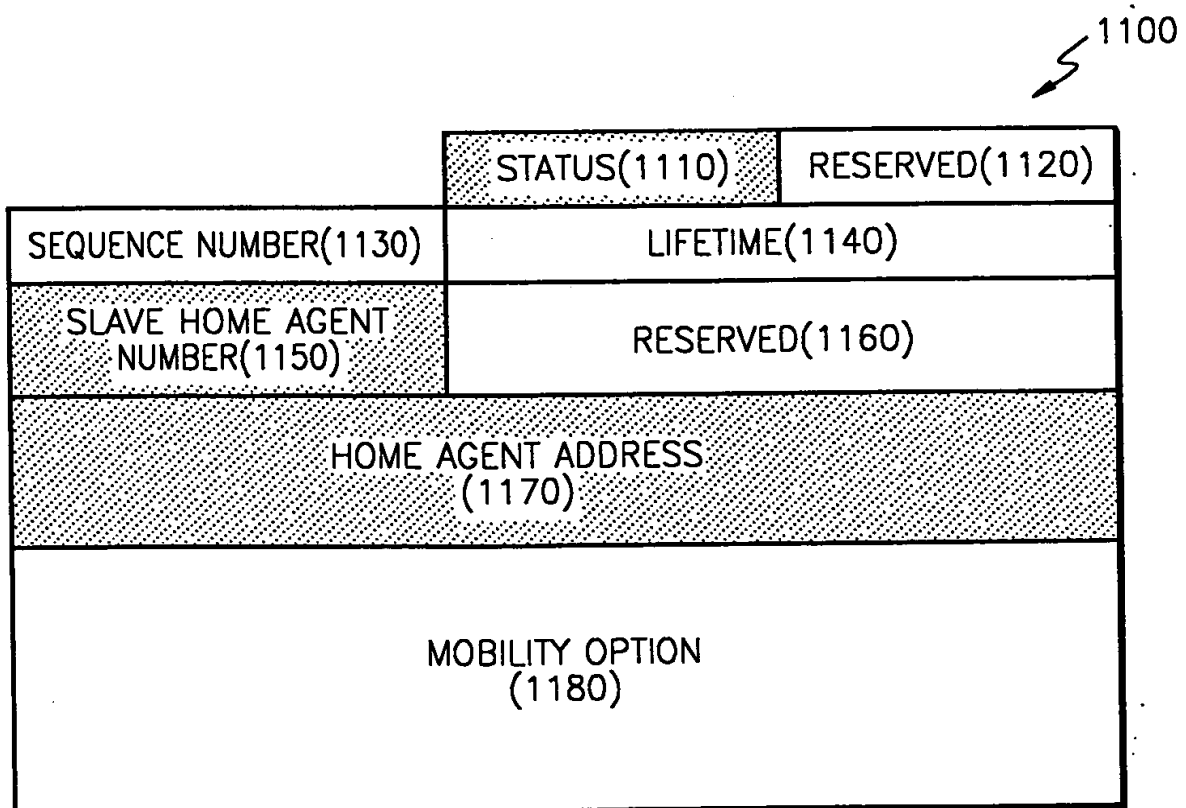 1100
STATUS(1110)
RESERVED(1120)
SEQUENCE NUMBER(1130)
LIFETIME(1140)
SLAVE HOME AGENT
NUMBER(1150)
RESERVED(1160)
HOME AGENT ADDRESS
(1170)
MOBILITY OPTION
(1180)